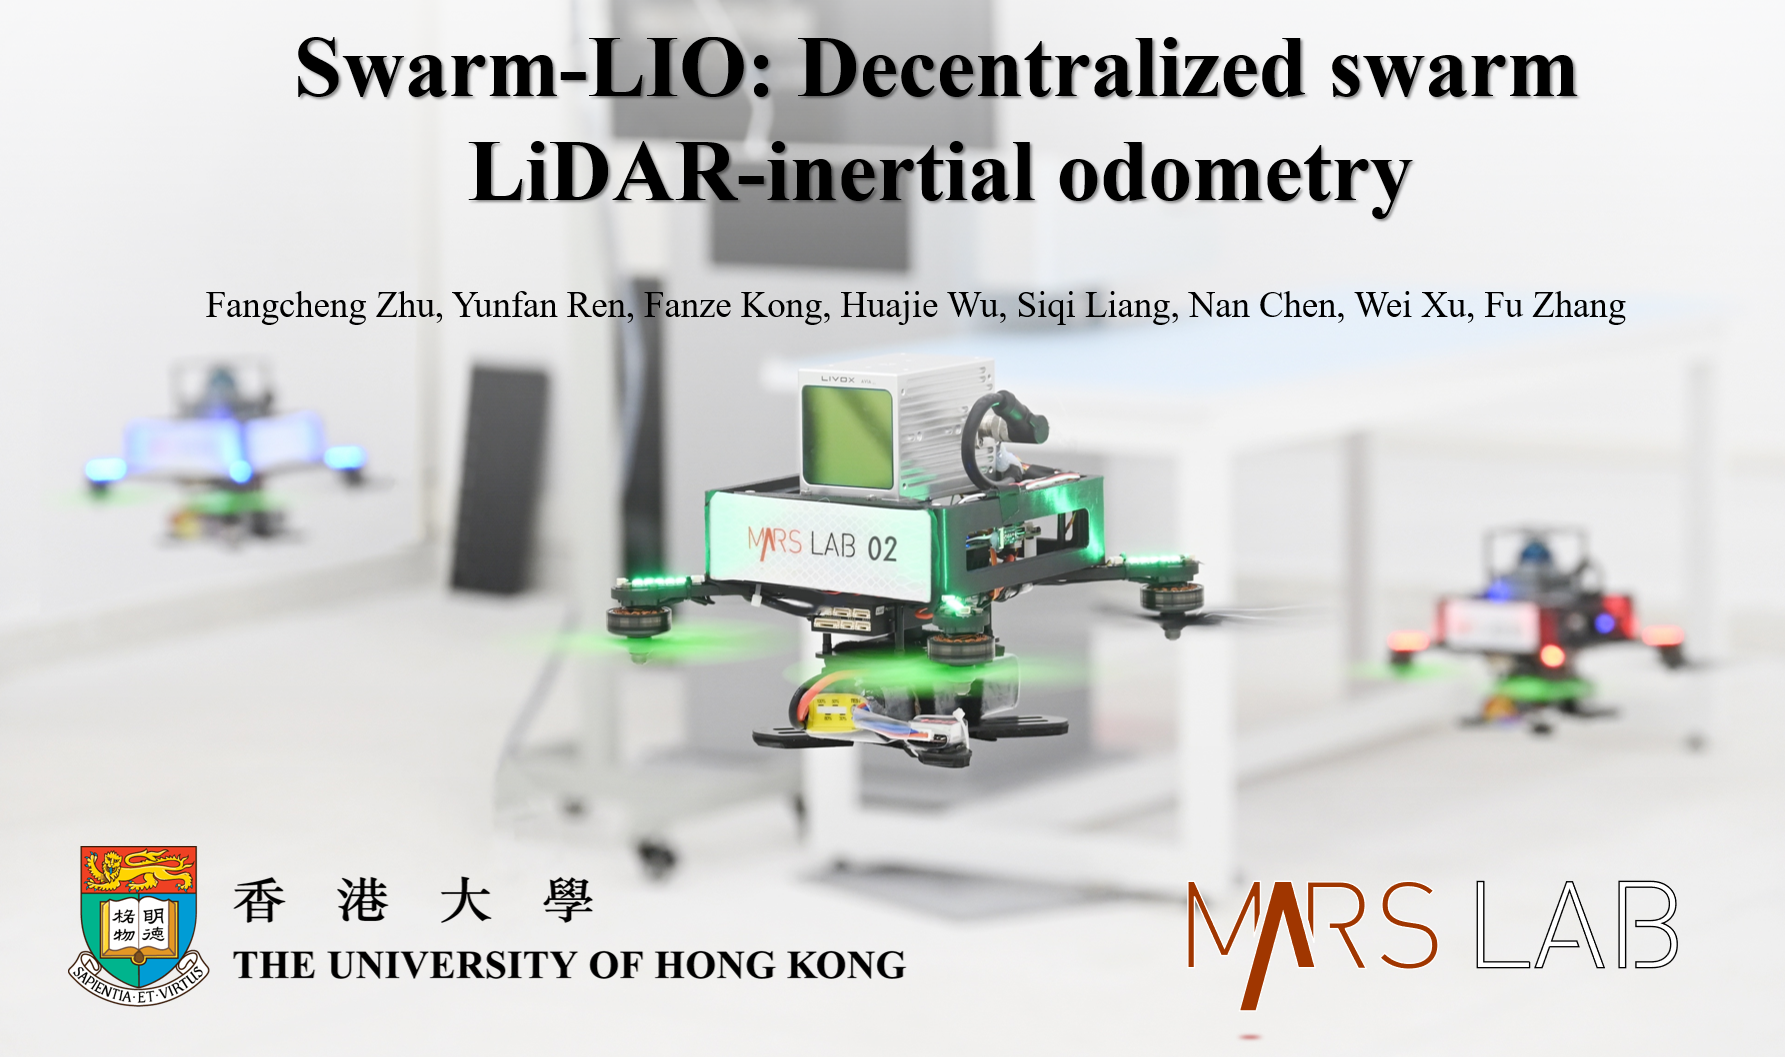 Swarm-LIO: Decentralized swarm
LiDAR-inertial odometry
Fangcheng Zhu, Yunfan Ren, Fanze Kong, Huajie Wu, Siqi Liang, Nan Chen, Wei Xu, Fu Zhang
LIVOX
MARS LAB 02
明德
格物
SAPIENTIA·ET·VIRTUS
香港大學
THE UNIVERSITY OF HONG KONG
MARS LAB